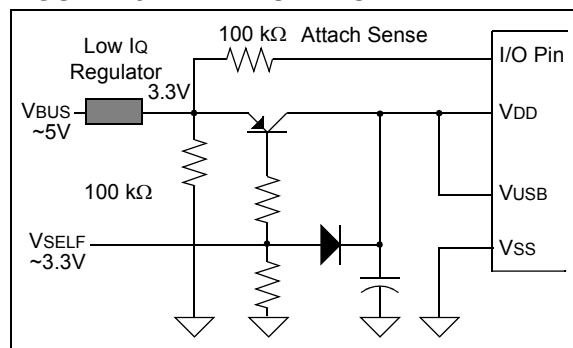 100 kΩ Attach Sense
I/O Pin
Low IQ
Regulator
3.3V
VBUS
~5V
VDD
100 kΩ
VUSB
VSELF
~3.3V
VSS